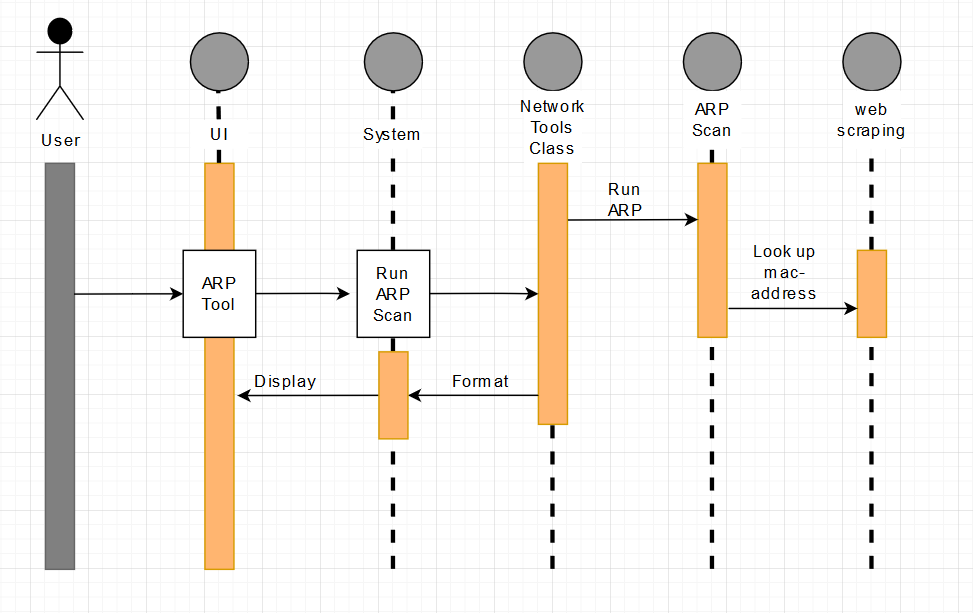 User
UI
System
Network
Tools
Class
ARP
Scan
web
scraping
Run
ARP
ARP
Tool
Run
ARP
Scan
Look up
mac-
address
Display
Format